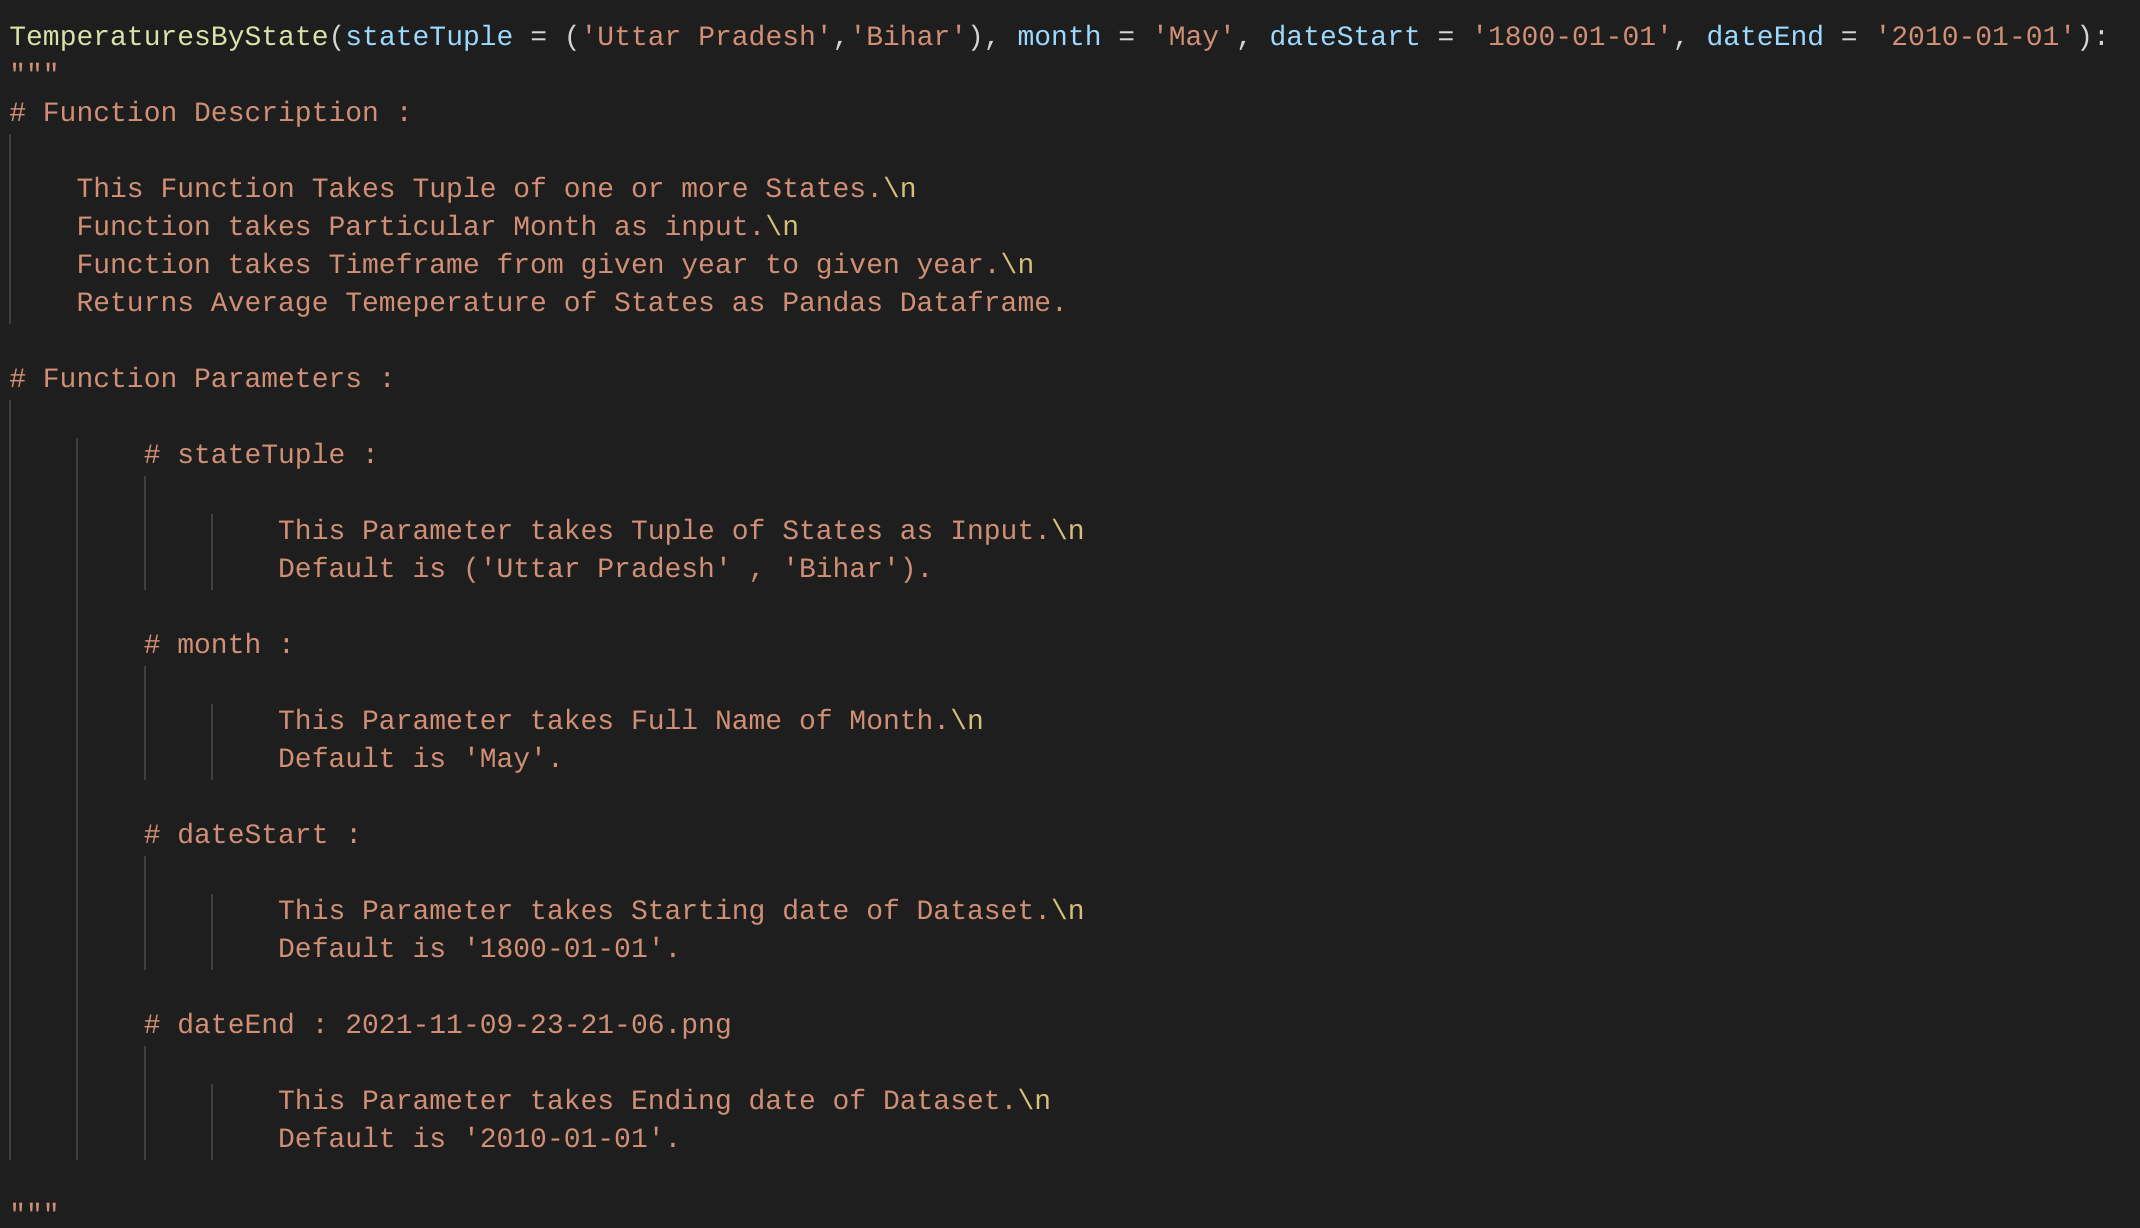 TemperaturesByState(stateTuple = ('Uttar Pradesh','Bihar'), month = 'May', dateStart = '1800-01-01', dateEnd = '2010-01-01'):
"""
# Function Description :
This Function Takes Tuple of one or more States.\n
Function takes Particular Month as input.\n
Function takes Timeframe from given year to given year.\n
Returns Average Temeperature of States as Pandas Dataframe.
# Function Parameters :
# stateTuple :
This Parameter takes Tuple of States as Input.\n
Default is ('Uttar Pradesh' , 'Bihar').
# month :
This Parameter takes Full Name of Month.\n
Default is 'May'.
# dateStart :
This Parameter takes Starting date of Dataset.\n
Default is '1800-01-01'.
# dateEnd : 2021-11-09-23-21-06.png
This Parameter takes Ending date of Dataset.\n
Default is '2010-01-01'.
"""